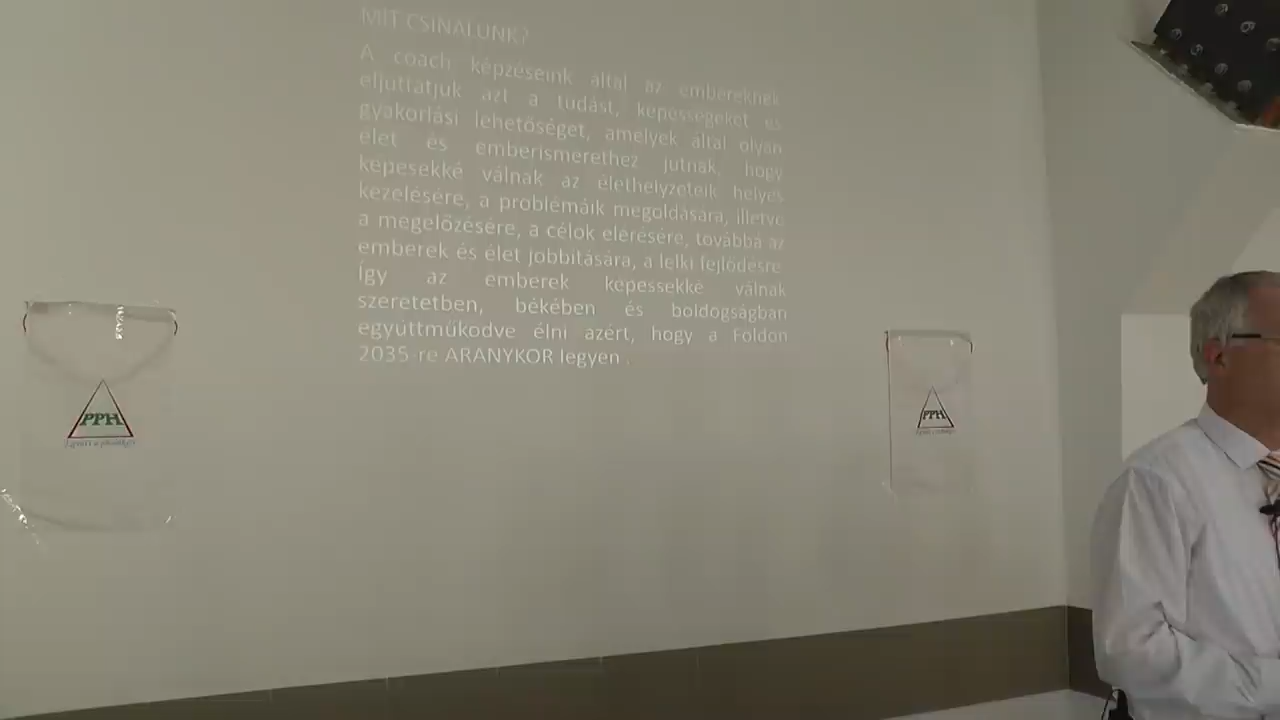 MIT CSINÁLUNK?
A coach képzéseink által az embereknek
eljuttatjuk azt a tudást, képességeket és
gyakorlási lehetőséget, amelyek által olyan
élet és emberismerethez jutnak, hogy
képesekké válnak az élethelyzeteik helyes
kezelésére, a problémáik megoldására, illetve
a megelőzésére, a célok elérésére, továbbá az
emberek és élet jobbítására, a lelki fejlődésre
Így az emberek képessekké válnak
szeretetben, békében és boldogságban
együttműködve élni azért, hogy a Földön
2035-re ARANYKOR legyen .
PPH
PPH